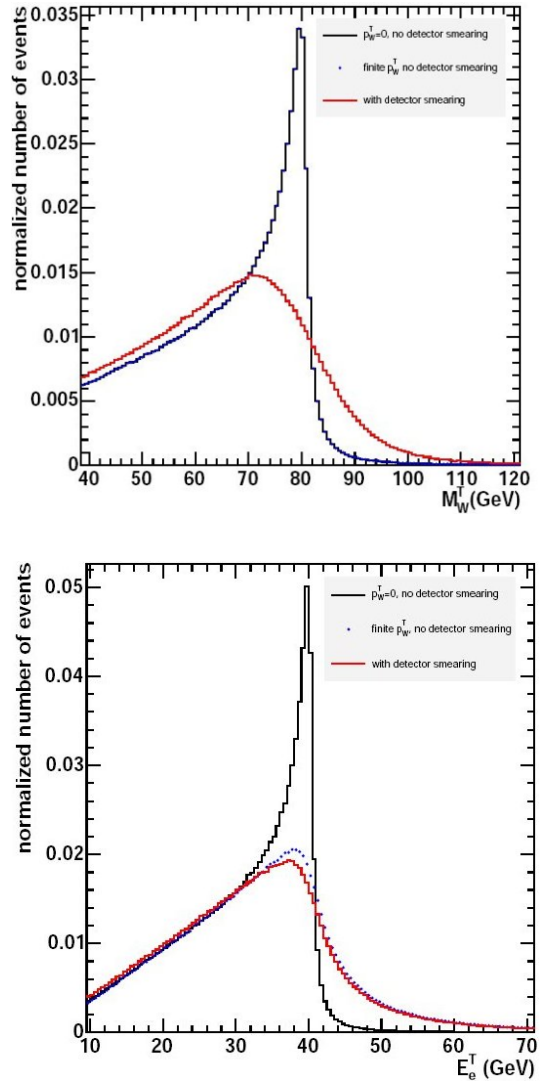 normalized number of events
0.035
0.03
0.025
0.02
0.015
0.01
0.005
0
p_W^T=0, no detector smearing
finite p_W^T no detector smearing
with detector smearing
40 50 60 70 80 90 100 110 120
M_W^T(GeV)
normalized number of events
0.05
0.04
0.03
0.02
0.01
0
p_W^T=0, no detector smearing
finite p_W^T, no detector smearing
with detector smearing
10 20 30 40 50 60 70
E_e^T (GeV)